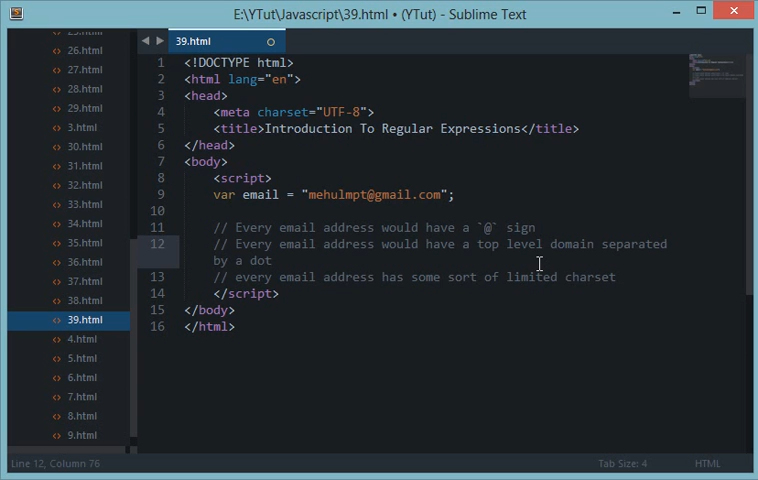 E:\YTut\Javascript\39.html • (YTut) - Sublime Text
39.html
26.html
27.html
28.html
29.html
3.html
30.html
31.html
32.html
33.html
34.html
35.html
36.html
37.html
38.html
39.html
4.html
5.html
6.html
7.html
8.html
9.html
1 <!DOCTYPE html>
2 <html lang="en">
3 <head>
4 <meta charset="UTF-8">
5 <title>Introduction To Regular Expressions</title>
6 </head>
7 <body>
8 <script>
9 var email = "mehulmpt@gmail.com";
10
11 // Every email address would have a `@` sign
12 // Every email address would have a top level domain separated
by a dot
13 // every email address has some sort of limited charset
14 </script>
15 </body>
16 </html>
Line 12, Column 76
Tab Size: 4
HTML